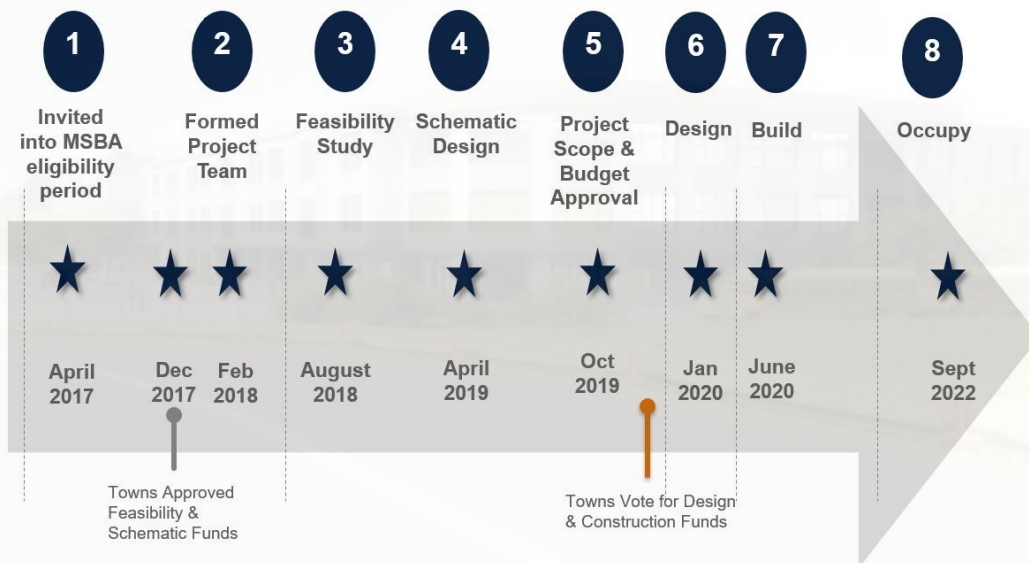 1
Invited
into MSBA
eligibility
period
2
Formed
Project
Team
3
Feasibility
Study
4
Schematic
Design
5
Project
Scope &
Budget
Approval
6
Design
7
Build
8
Occupy
April
2017
Dec
2017
Feb
2018
August
2018
April
2019
Oct
2019
Jan
2020
June
2020
Sept
2022
Towns Approved
Feasibility &
Schematic Funds
Towns Vote for Design
& Construction Funds